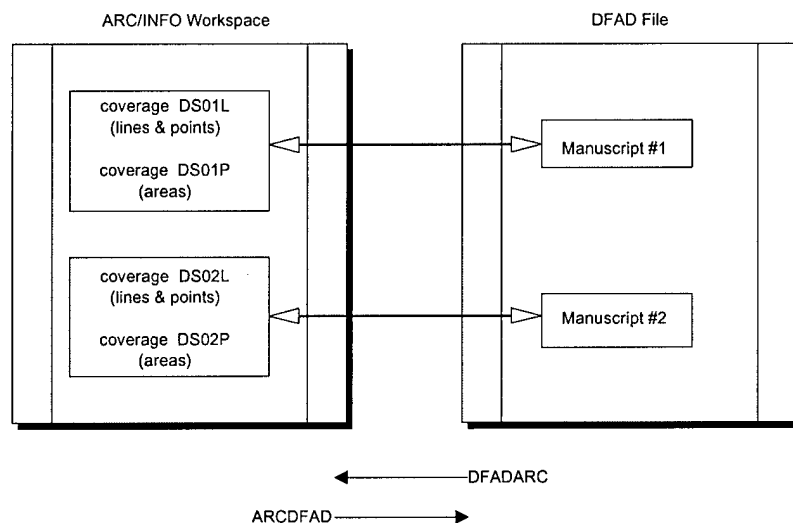 ARC/INFO Workspace
DFAD File
coverage DS01L
(lines & points)
coverage DS01P
(areas)
Manuscript #1
coverage DS02L
(lines & points)
coverage DS02P
(areas)
Manuscript #2
DFADARC
ARCDFAD